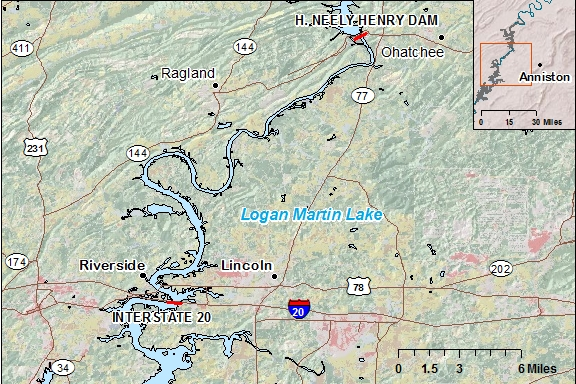 H. NEELY HENRY DAM
411
144
Ohatchee
Ragland
77
Anniston
0 15 30 Miles
231
144
Logan Martin Lake
174
Riverside
Lincoln
202
78
INTERSTATE 20
20
34
0 1.5 3 6 Miles